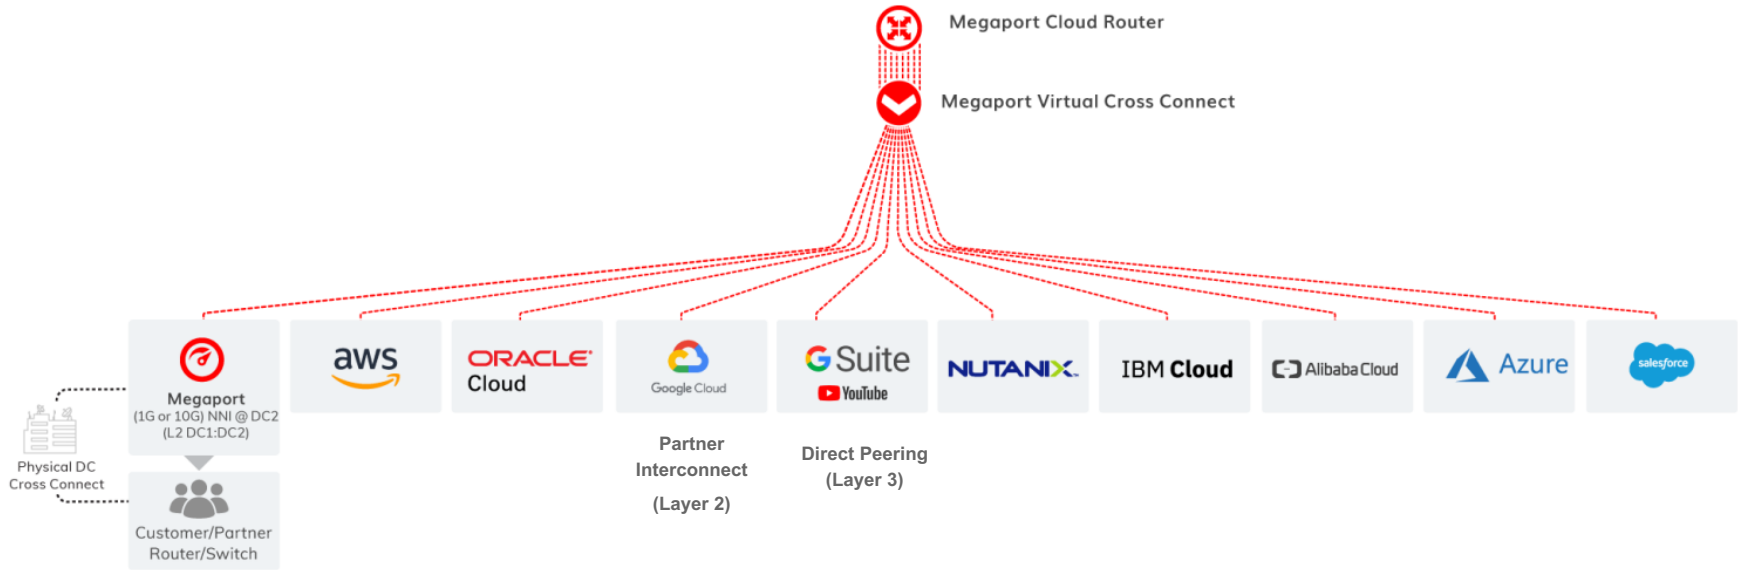 Megaport Cloud Router
Megaport Virtual Cross Connect
Megaport
(1G or 10G) NNI @ DC2
(L2 DC1:DC2)
aws
ORACLE
Cloud
Google Cloud
G Suite
YouTube
NUTANIX
IBM Cloud
Alibaba Cloud
Azure
salesforce
Partner
Interconnect
(Layer 2)
Direct Peering
(Layer 3)
Physical DC
Cross Connect
Customer/Partner
Router/Switch